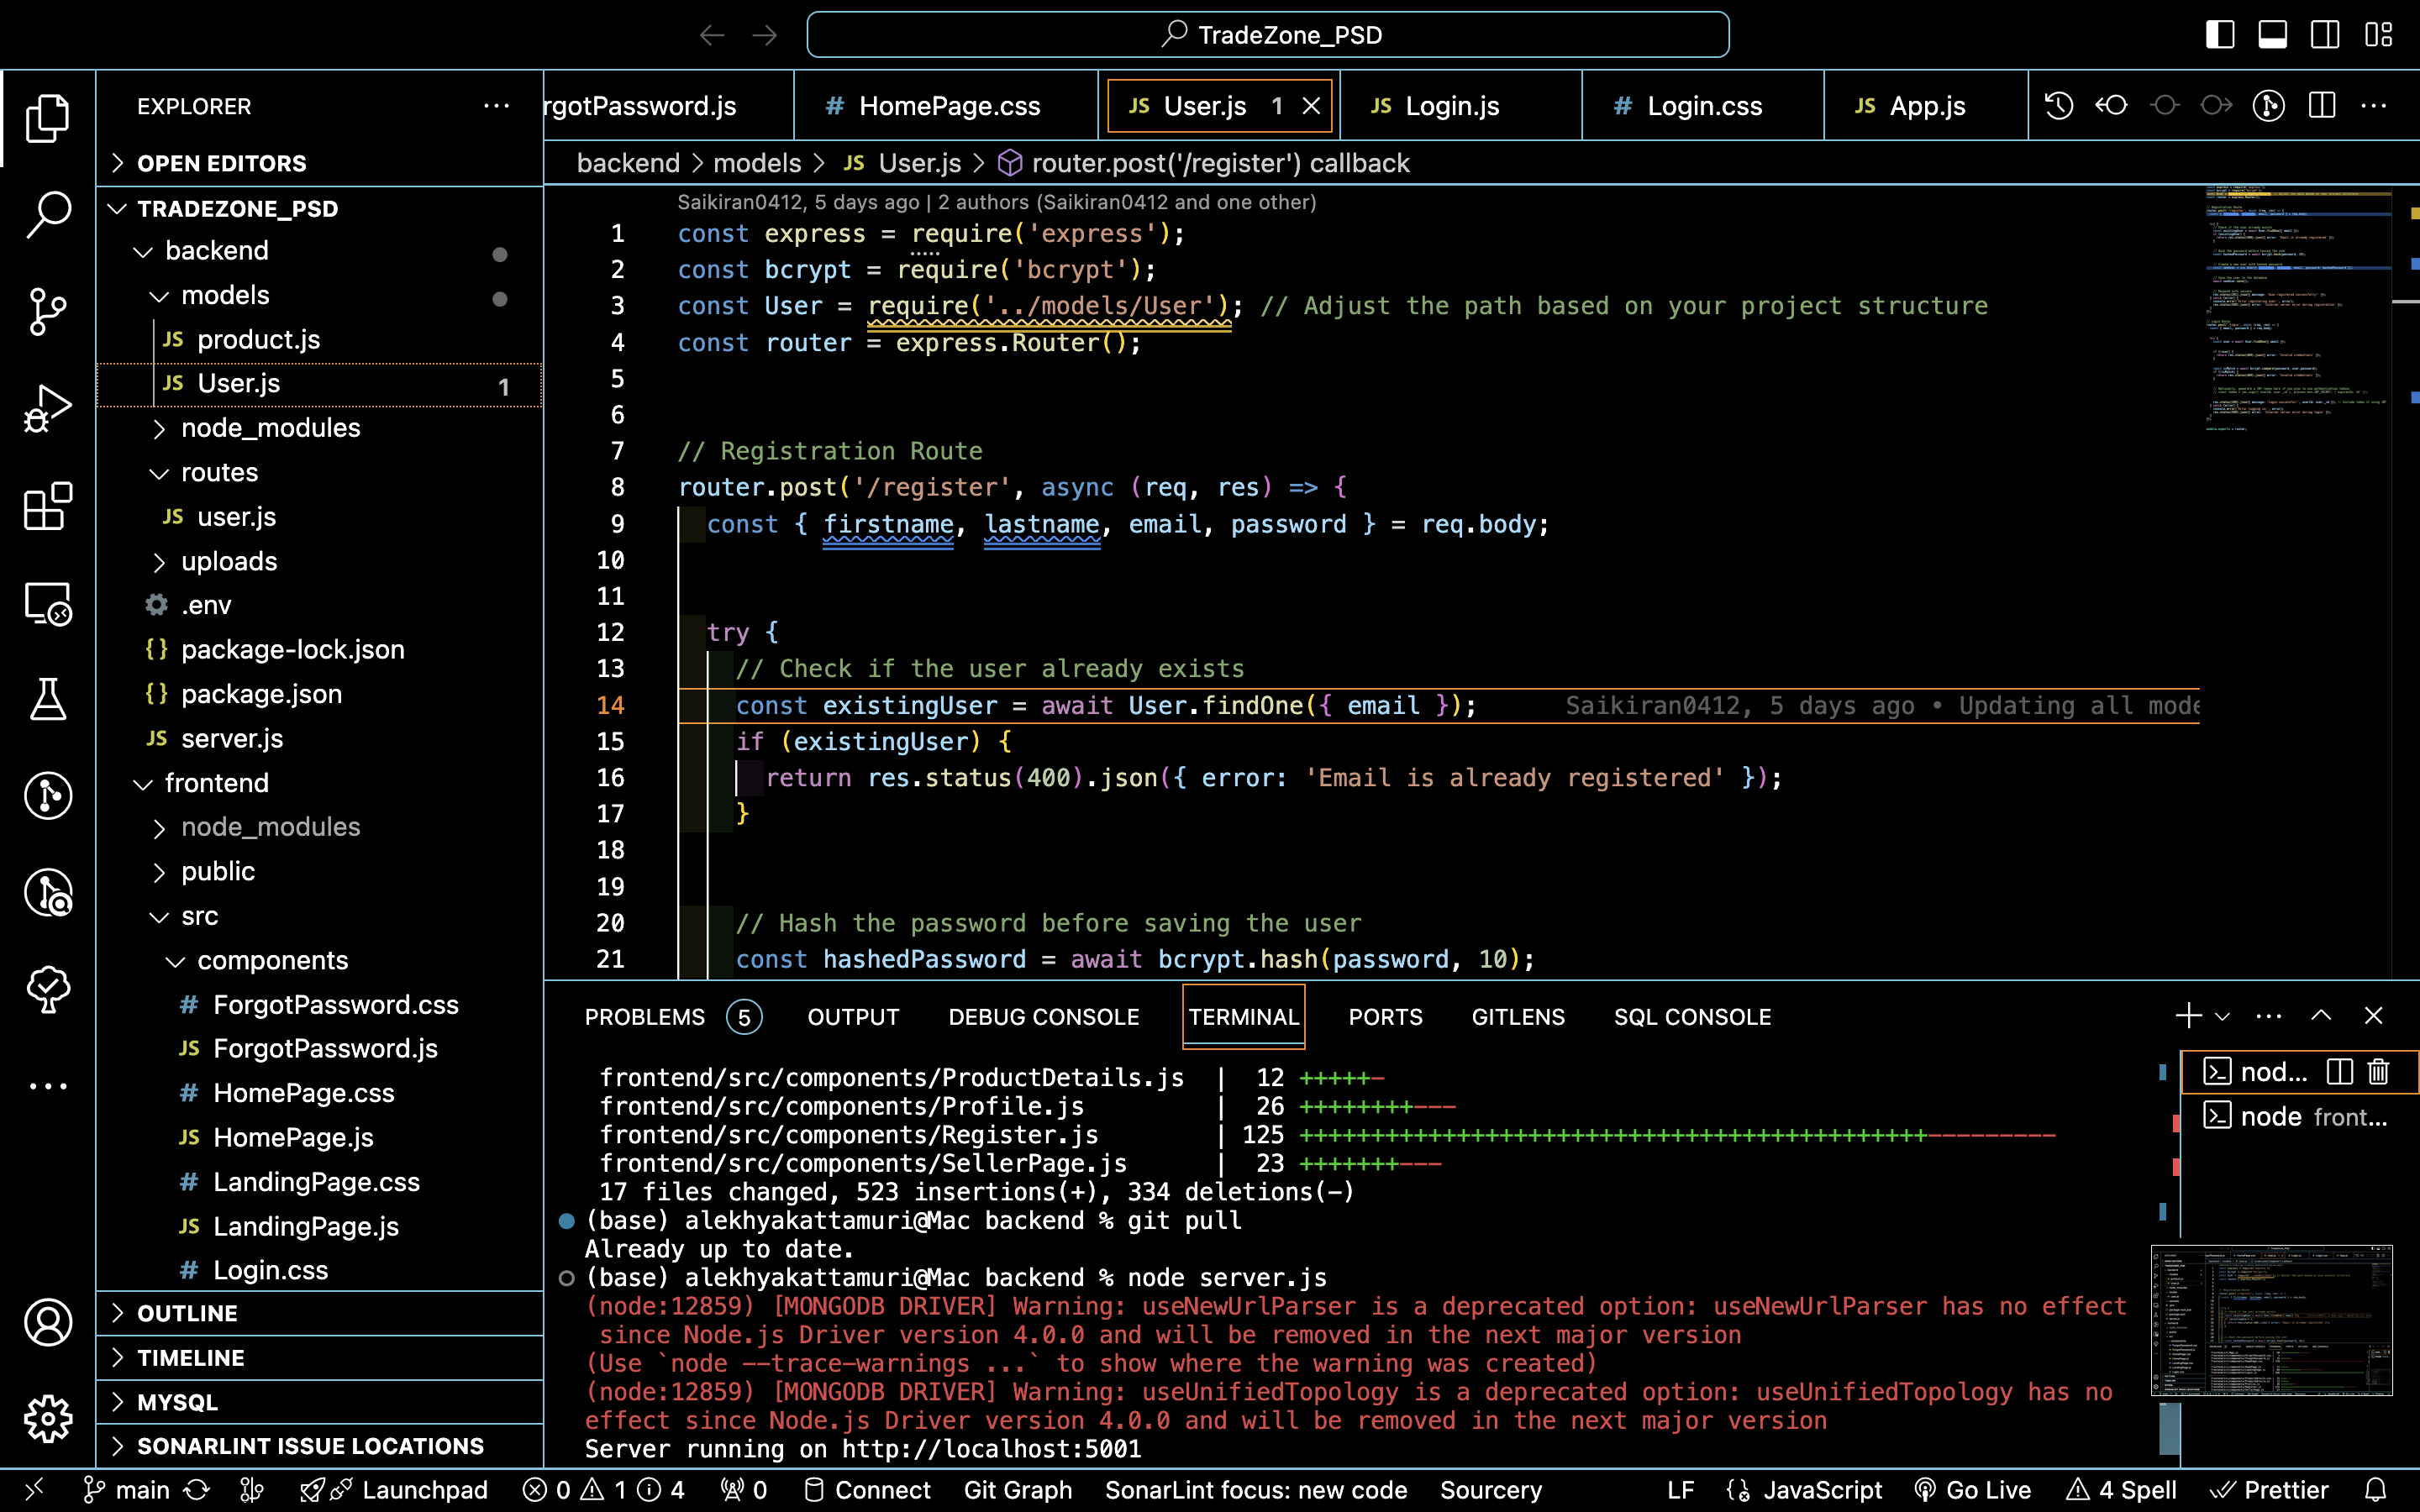 TradeZone_PSD
EXPLORER
OPEN EDITORS
TRADEZONE_PSD
backend
models
JS product.js
JS User.js 1
node_modules
routes
JS user.js
uploads
.env
{} package-lock.json
{} package.json
JS server.js
frontend
node_modules
public
src
components
# ForgotPassword.css
JS ForgotPassword.js
# HomePage.css
JS HomePage.js
# LandingPage.css
JS LandingPage.js
# Login.css
OUTLINE
TIMELINE
MYSQL
SONARLINT ISSUE LOCATIONS
rgotPassword.js # HomePage.css JS User.js 1 JS Login.js # Login.css JS App.js
backend > models > JS User.js > router.post('/register') callback
Saikiran0412, 5 days ago | 2 authors (Saikiran0412 and one other)
1 const express = require('express');
2 const bcrypt = require('bcrypt');
3 const User = require('../models/User'); // Adjust the path based on your project structure
4 const router = express.Router();
5
6
7 // Registration Route
8 router.post('/register', async (req, res) => {
9 const { firstname, lastname, email, password } = req.body;
10
11
12 try {
13 // Check if the user already exists
14 const existingUser = await User.findOne({ email }); Saikiran0412, 5 days ago • Updating all mode
15 if (existingUser) {
16 return res.status(400).json({ error: 'Email is already registered' });
17 }
18
19
20 // Hash the password before saving the user
21 const hashedPassword = await bcrypt.hash(password, 10);
PROBLEMS 5 OUTPUT DEBUG CONSOLE TERMINAL PORTS GITLENS SQL CONSOLE
frontend/src/components/ProductDetails.js | 12 +++++-
frontend/src/components/Profile.js | 26 ++++++++---
frontend/src/components/Register.js | 125 ++++++++++++++++++++++++++++++++++++++++++++---------
frontend/src/components/SellerPage.js | 23 +++++++---
17 files changed, 523 insertions(+), 334 deletions(-)
(base) alekhyakattamuri@Mac backend % git pull
Already up to date.
(base) alekhyakattamuri@Mac backend % node server.js
(node:12859) [MONGODB DRIVER] Warning: useNewUrlParser is a deprecated option: useNewUrlParser has no effect
since Node.js Driver version 4.0.0 and will be removed in the next major version
(Use `node --trace-warnings ...` to show where the warning was created)
(node:12859) [MONGODB DRIVER] Warning: useUnifiedTopology is a deprecated option: useUnifiedTopology has no
effect since Node.js Driver version 4.0.0 and will be removed in the next major version
Server running on http://localhost:5001
nod...
node front...
main Launchpad 0 1 4 0 Connect Git Graph SonarLint focus: new code Sourcery LF JavaScript Go Live 4 Spell Prettier